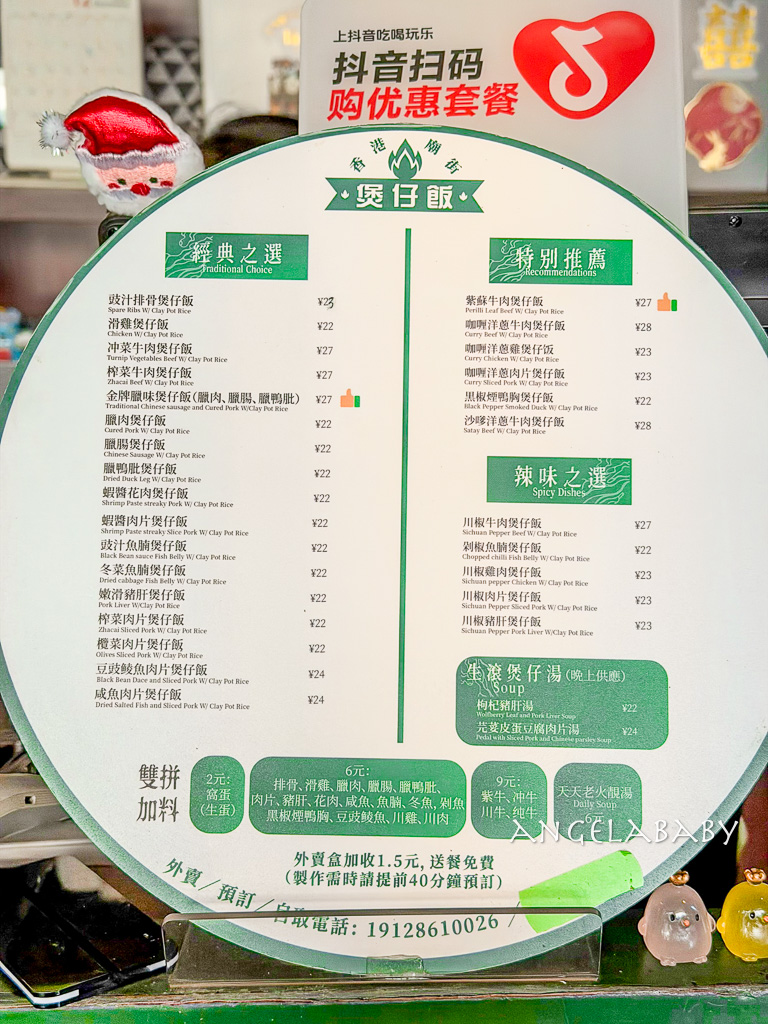 上抖音吃喝玩乐
抖音扫码
购优惠套餐
囍
香港廟街
煲仔飯
經典之選
Traditional Choice
豉汁排骨煲仔飯 ¥23
Spare Ribs W/ Clay Pot Rice
滑雞煲仔飯 ¥22
Chicken W/ Clay Pot Rice
冲菜牛肉煲仔飯 ¥27
Turnip Vegetables Beef W/ Clay Pot Rice
榨菜牛肉煲仔飯 ¥27
Zhacai Beef W/ Clay Pot Rice
金牌臘味煲仔飯(臘肉、臘腸、臘鴨肶) ¥27
Traditional Chinese sausage and Cured Pork W/Clay Pot Rice
臘肉煲仔飯 ¥22
Cured Pork W/ Clay Pot Rice
臘腸煲仔飯 ¥22
Chinese Sausage W/ Clay Pot Rice
臘鴨肶煲仔飯 ¥22
Dried Duck Leg W/ Clay Pot Rice
蝦醬花肉煲仔飯 ¥22
Shrimp Paste streaky Pork W/ Clay Pot Rice
蝦醬肉片煲仔飯 ¥22
Shrimp Paste streaky Slice Pork W/ Clay Pot Rice
豉汁魚腩煲仔飯 ¥22
Black Bean sauce Fish Belly W/ Clay Pot Rice
冬菜魚腩煲仔飯 ¥22
Dried cabbage Fish Belly W/ Clay Pot Rice
嫩滑豬肝煲仔飯 ¥22
Pork Liver W/Clay Pot Rice
榨菜肉片煲仔飯 ¥22
Zhacai Sliced Pork W/ Clay Pot Rice
欖菜肉片煲仔飯 ¥22
Olives Sliced Pork W/ Clay Pot Rice
豆豉鲮魚肉片煲仔飯 ¥24
Black Bean Dace and Sliced Pork W/ Clay Pot Rice
咸魚肉片煲仔飯 ¥24
Dried Salted Fish and Sliced Pork W/ Clay Pot Rice
特别推薦
Recommendations
紫蘇牛肉煲仔飯 ¥27
Perilli Leaf Beef W/ Clay Pot Rice
咖喱洋蔥牛肉煲仔飯 ¥28
Curry Beef W/ Clay Pot Rice
咖喱洋蔥雞煲仔饭 ¥23
Curry Chicken W/ Clay Pot Rice
咖喱洋蔥肉片煲仔飯 ¥23
Curry Sliced Pork W/ Clay Pot Rice
黑椒煙鴨胸煲仔飯 ¥22
Black Pepper Smoked Duck W/ Clay Pot Rice
沙嗲洋蔥牛肉煲仔飯 ¥28
Satay Beef W/ Clay Pot Rice
辣味之選
Spicy Dishes
川椒牛肉煲仔飯 ¥27
Sichuan Pepper Beef W/ Clay Pot Rice
剁椒魚腩煲仔飯 ¥22
Chopped chilli Fish Belly W/ Clay Pot Rice
川椒雞肉煲仔飯 ¥23
Sichuan pepper Chicken W/ Clay Pot Rice
川椒肉片煲仔飯 ¥23
Sichuan Pepper Sliced Pork W/ Clay Pot Rice
川椒豬肝煲仔飯 ¥23
Sichuan Pepper Pork Liver W/Clay Pot Rice
生滾煲仔湯(晚上供應)
Soup
枸杞豬肝湯 ¥22
Wolfberry Leaf and Pork Liver Soup
芫荽皮蛋豆腐肉片湯 ¥24
Pedal with Sliced Pork and Chinese parsley Soup
雙拼
加料
2元:
窩蛋
(生蛋)
6元:
排骨、滑雞、臘肉、臘腸、臘鴨肶、
肉片、豬肝、花肉、咸魚、魚腩、冬魚、剁魚
黑椒煙鴨胸、豆豉鲮魚、川雞、川肉
9元:
紫牛、冲牛
川牛、纯牛
天天老火靚湯
Daily Soup
6元
ANGELABABY
外賣盒加收1.5元, 送餐免費
(製作需時請提前40分鐘預訂)
外賣/預訂/自取電話: 19128610026 /